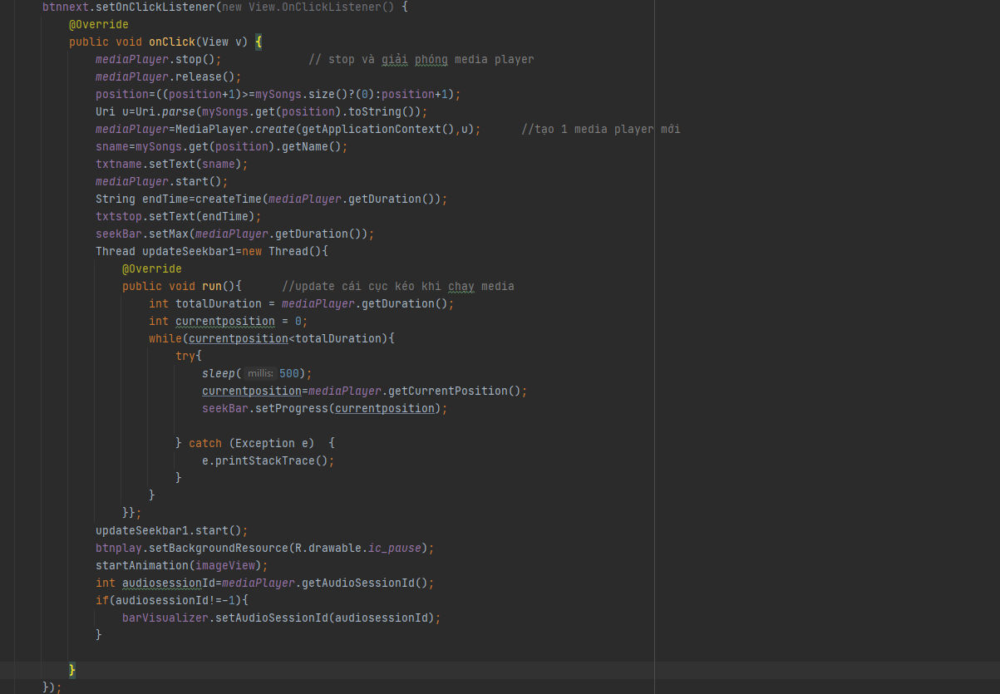 btnnext.setOnClickListener(new View.OnClickListener() {
@Override
public void onClick(View v) {
mediaPlayer.stop(); // stop và giải phóng media player
mediaPlayer.release();
position=((position+1)>=mySongs.size()?(0):position+1);
Uri u=Uri.parse(mySongs.get(position).toString());
mediaPlayer=MediaPlayer.create(getApplicationContext(),u); //tạo 1 media player mới
sname=mySongs.get(position).getName();
txtname.setText(sname);
mediaPlayer.start();
String endTime=createTime(mediaPlayer.getDuration());
txtstop.setText(endTime);
seekBar.setMax(mediaPlayer.getDuration());
Thread updateSeekbar1=new Thread(){
@Override
public void run(){ //update cái cục kéo khi chay media
int totalDuration = mediaPlayer.getDuration();
int currentposition = 0;
while(currentposition<totalDuration){
try{
sleep( millis: 500);
currentposition=mediaPlayer.getCurrentPosition();
seekBar.setProgress(currentposition);
} catch (Exception e) {
e.printStackTrace();
}
}
}};
updateSeekbar1.start();
btnplay.setBackgroundResource(R.drawable.ic_pause);
startAnimation(imageView);
int audiosessionId=mediaPlayer.getAudioSessionId();
if(audiosessionId!=-1){
barVisualizer.setAudioSessionId(audiosessionId);
}
}
});